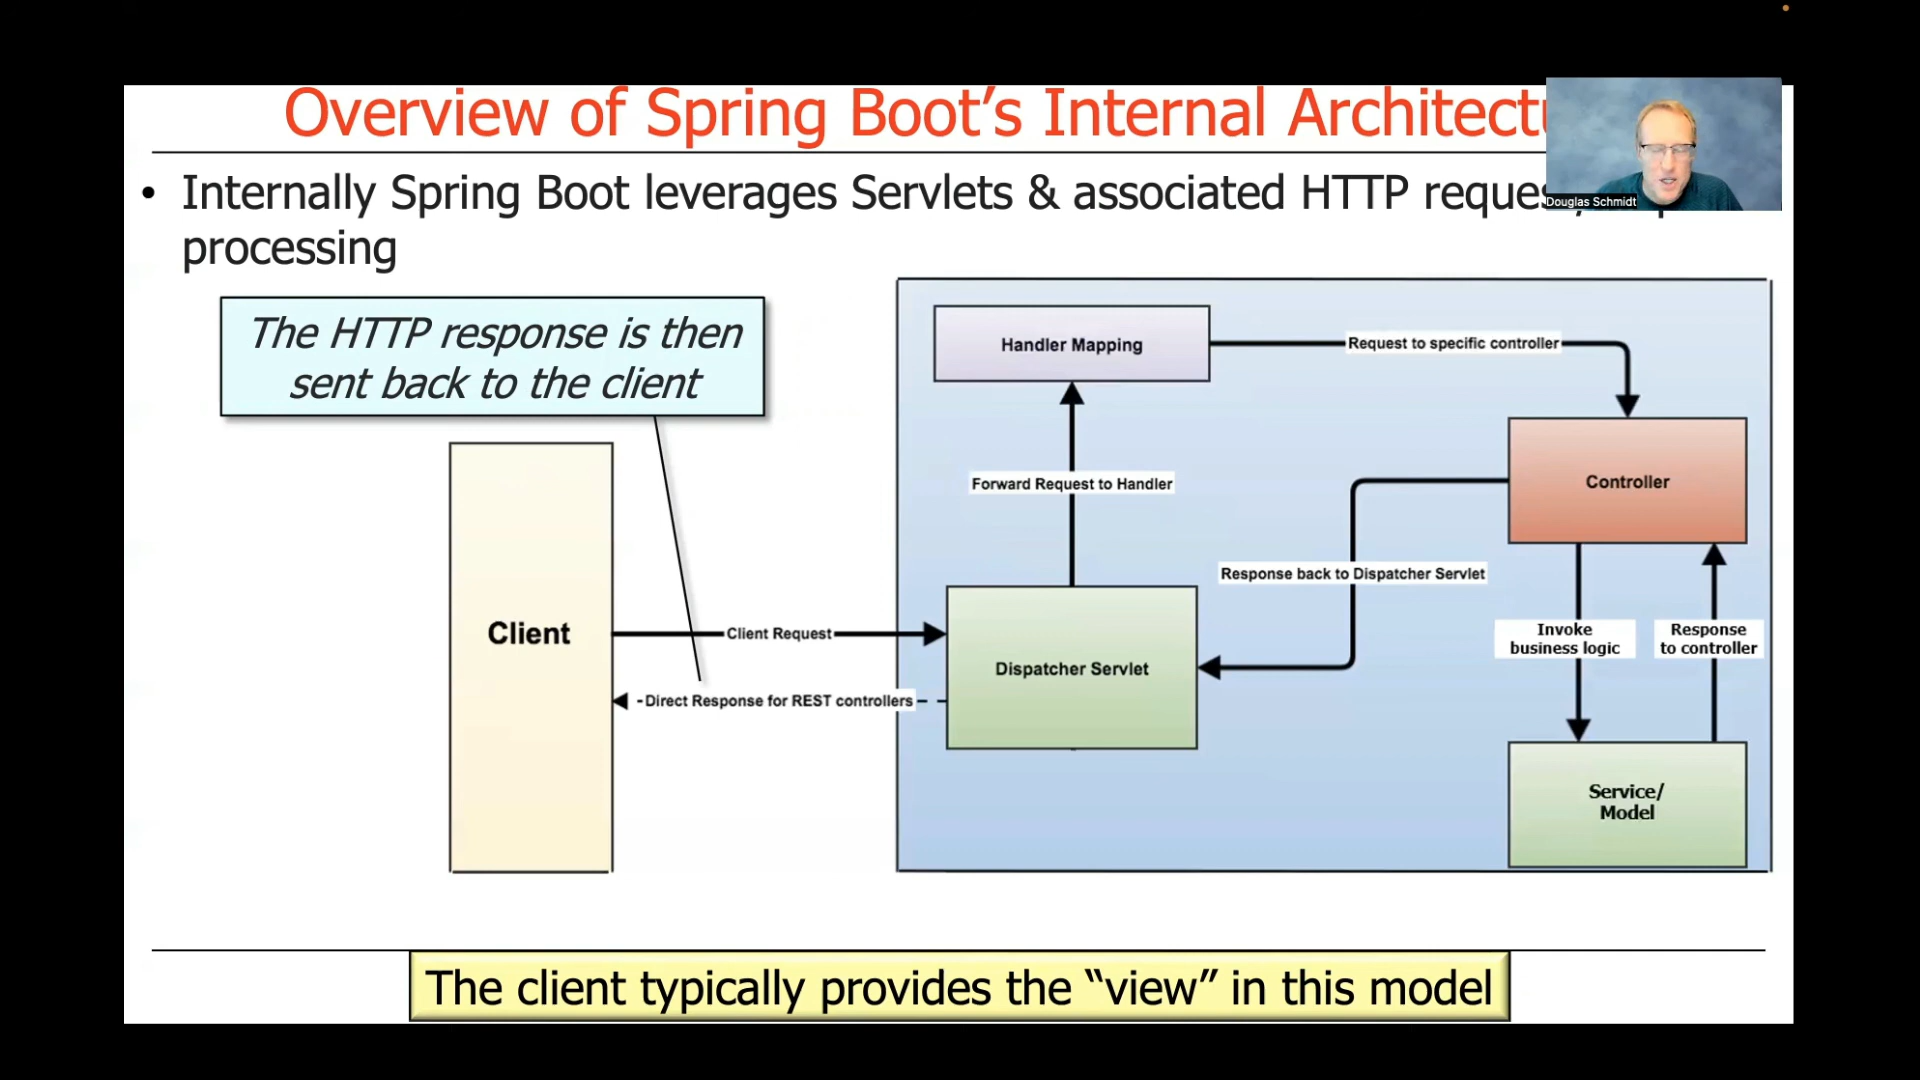 Overview of Spring Boot's Internal
• Internally Spring Boot leverages Servlets & associated HTTP
processing
The HTTP response is then
sent back to the client
Handler Mapping
Request to specific controller
Controller
Forward Request to Handler
Response back to Dispatcher Servlet
Client
Client Request
Dispatcher Servlet
Direct Response for REST controllers
Invoke
business logic
Response
to controller
Service/
Model
The client typically provides the “view” in this model
Douglas Schmidt